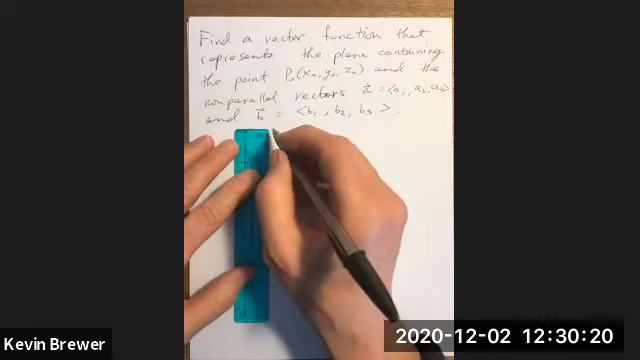 Find a vector function that
represents the plane containing
the point P₀(x₀, y₀, z₀) and the
nonparallel vectors a⃗ = <a₁, a₂, a₃>
and b⃗ = <b₁, b₂, b₃>.
Kevin Brewer
2020-12-02 12:30:20